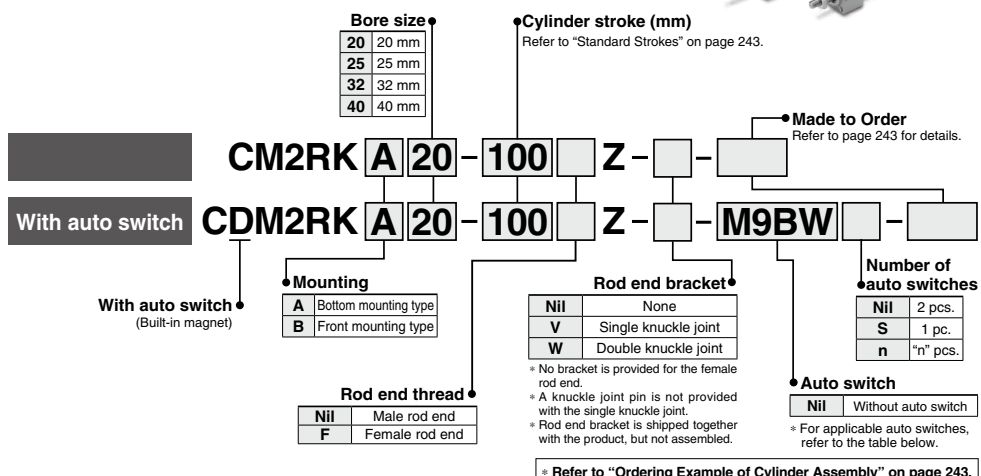 Bore size
20 20 mm
25 25 mm
32 32 mm
40 40 mm
Cylinder stroke (mm)
Refer to “Standard Strokes” on page 243.
Made to Order
Refer to page 243 for details.
CM2RK A 20 – 100 Z – –
With auto switch CDM2RK A 20 – 100 Z – – M9BW –
With auto switch
(Built-in magnet)
Mounting
A Bottom mounting type
B Front mounting type
Rod end thread
Nil Male rod end
F Female rod end
Rod end bracket
Nil None
V Single knuckle joint
W Double knuckle joint
* No bracket is provided for the female
rod end.
* A knuckle joint pin is not provided
with the single knuckle joint.
* Rod end bracket is shipped together
with the product, but not assembled.
Number of
auto switches
Nil 2 pcs.
S 1 pc.
n “n” pcs.
Auto switch
Nil Without auto switch
* For applicable auto switches,
refer to the table below.
* Refer to “Ordering Example of Cylinder Assembly” on page 243.